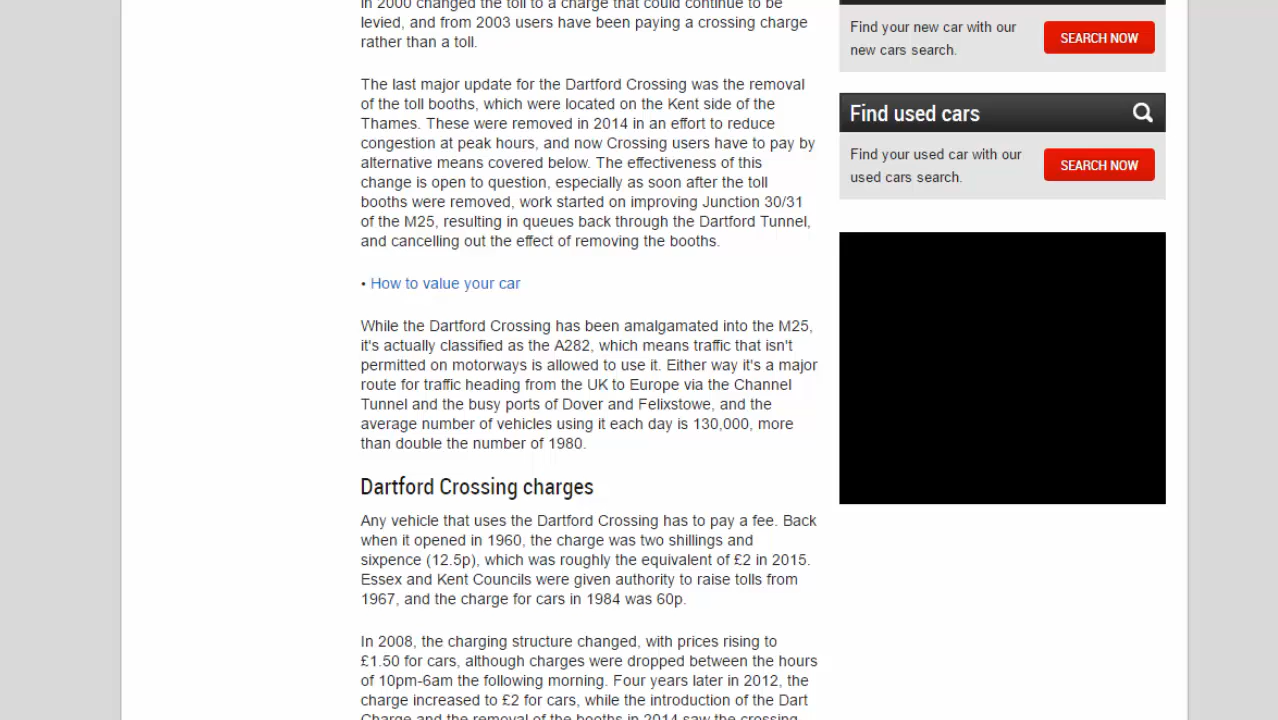 in 2000 changed the toll to a charge that could continue to be
levied, and from 2003 users have been paying a crossing charge
rather than a toll.
The last major update for the Dartford Crossing was the removal
of the toll booths, which were located on the Kent side of the
Thames. These were removed in 2014 in an effort to reduce
congestion at peak hours, and now Crossing users have to pay by
alternative means covered below. The effectiveness of this
change is open to question, especially as soon after the toll
booths were removed, work started on improving Junction 30/31
of the M25, resulting in queues back through the Dartford Tunnel,
and cancelling out the effect of removing the booths.
• How to value your car
While the Dartford Crossing has been amalgamated into the M25,
it's actually classified as the A282, which means traffic that isn't
permitted on motorways is allowed to use it. Either way it's a major
route for traffic heading from the UK to Europe via the Channel
Tunnel and the busy ports of Dover and Felixstowe, and the
average number of vehicles using it each day is 130,000, more
than double the number of 1980.
Dartford Crossing charges
Any vehicle that uses the Dartford Crossing has to pay a fee. Back
when it opened in 1960, the charge was two shillings and
sixpence (12.5p), which was roughly the equivalent of £2 in 2015.
Essex and Kent Councils were given authority to raise tolls from
1967, and the charge for cars in 1984 was 60p.
In 2008, the charging structure changed, with prices rising to
£1.50 for cars, although charges were dropped between the hours
of 10pm-6am the following morning. Four years later in 2012, the
charge increased to £2 for cars, while the introduction of the Dart
Charge and the removal of the booths in 2014 saw the crossing
Find your new car with our
new cars search.
SEARCH NOW
Find used cars
Find your used car with our
used cars search.
SEARCH NOW